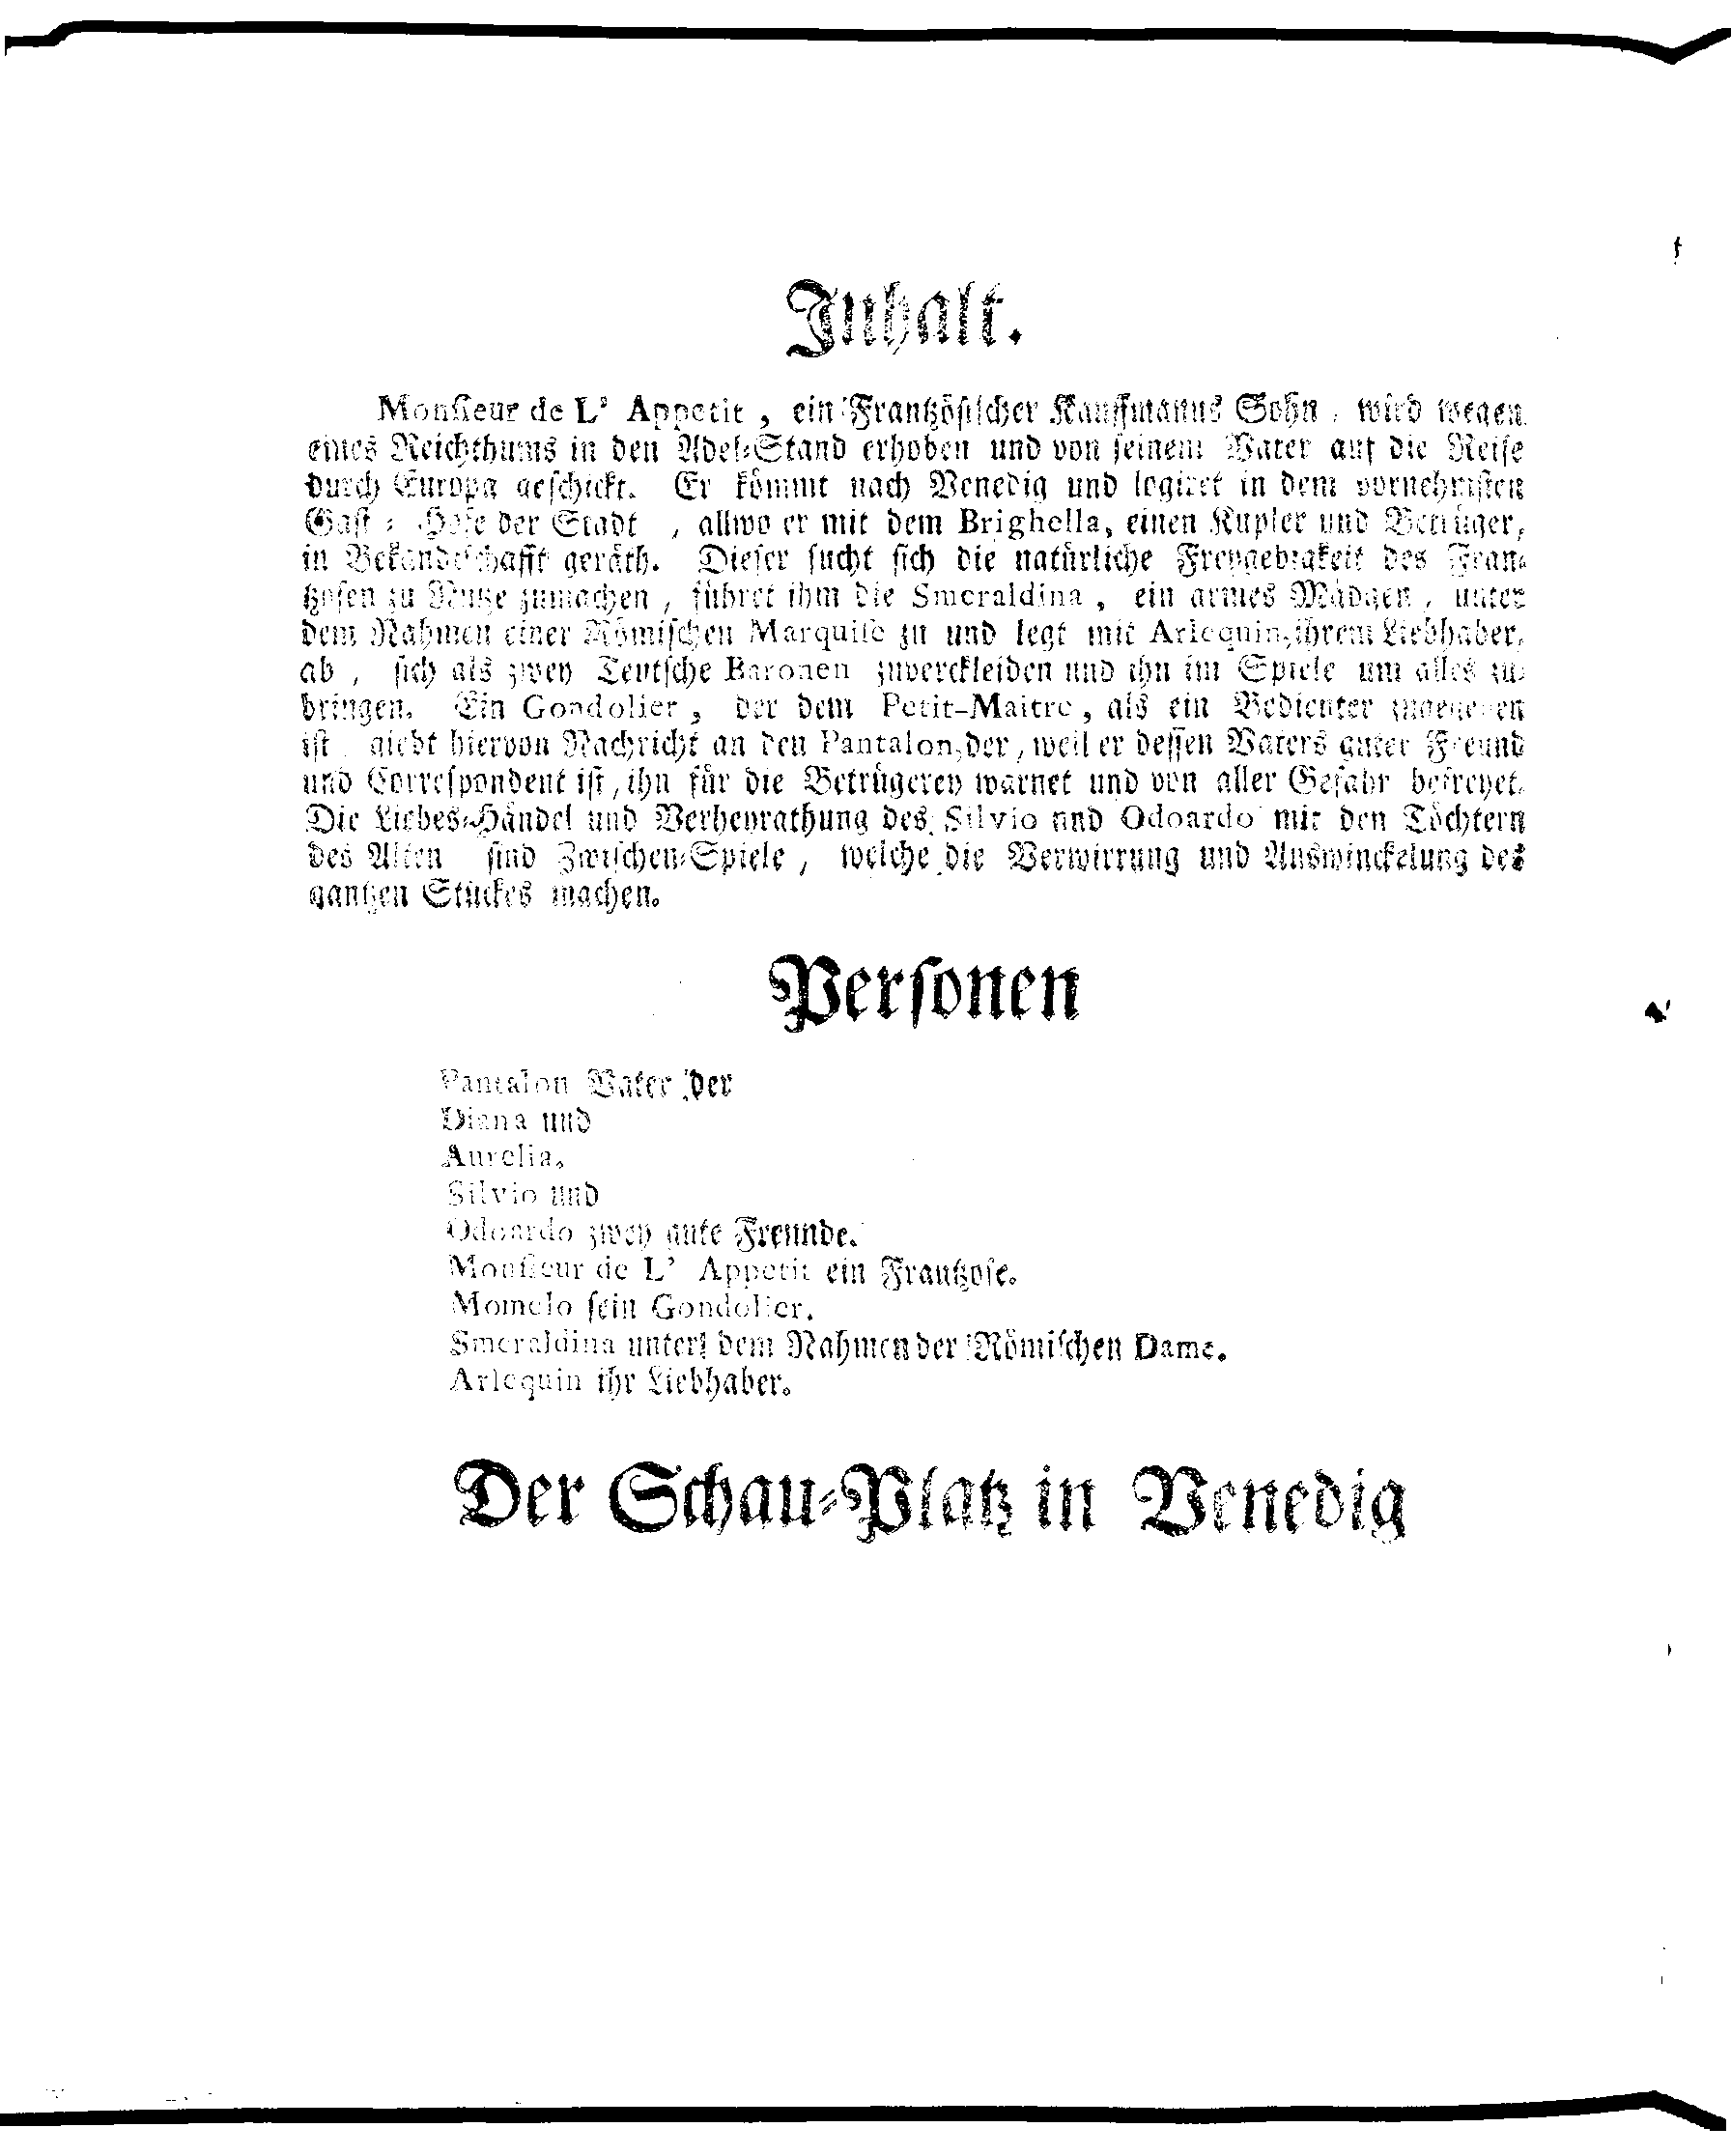 Inhalt.
Monsieur de L' Appetit, ein Frantzösischer Kauffmanns Sohn, wird wegen
eines Reichthums in den Adel-Stand erhoben und von seinem Vater auf die Reise
durch Europa geschickt. Er kömmt nach Venedig und logiret in dem vornehmsten
Gast-Hofe der Stadt, allwo er mit dem Brighella, einen Kupler und Betrüger,
in Bekandtschafft geräth. Dieser sucht sich die natürliche Freygebigkeit des Fran-
tzosen zu Nutze zumachen, führet ihm die Smeraldina, ein armes Mädgen, unter
dem Nahmen einer Römischen Marquise zu und legt mit Arlequin, ihrem Liebhaber,
ab, sich als zwey Teutsche Baronen zuverckleiden und ihn im Spiele um alles zu
bringen. Ein Gondolier, der dem Petit-Maitre, als ein Bedienter zugegeben
ist, giebt hiervon Nachricht an den Pantalon, der, weil er dessen Vaters guter Freund
und Correspondent ist, ihn für die Betrügerey warnet und von aller Gefahr befreyet.
Die Liebes-Händel und Verheyrathung des Silvio und Odoardo mit den Töchtern
des Alten sind Zwischen-Spiele, welche die Verwirrung und Auswinckelung des
gantzen Stückes machen.
Personen
Pantalon Vater der
Diana und
Aurelia.
Silvio und
Odoardo zwey gute Freunde.
Monsieur de L' Appetit ein Frantzose.
Momolo sein Gondolier.
Smeraldina unter dem Nahmen der Römischen Dame.
Arlequin ihr Liebhaber.
Der Schau-Platz in Venedig